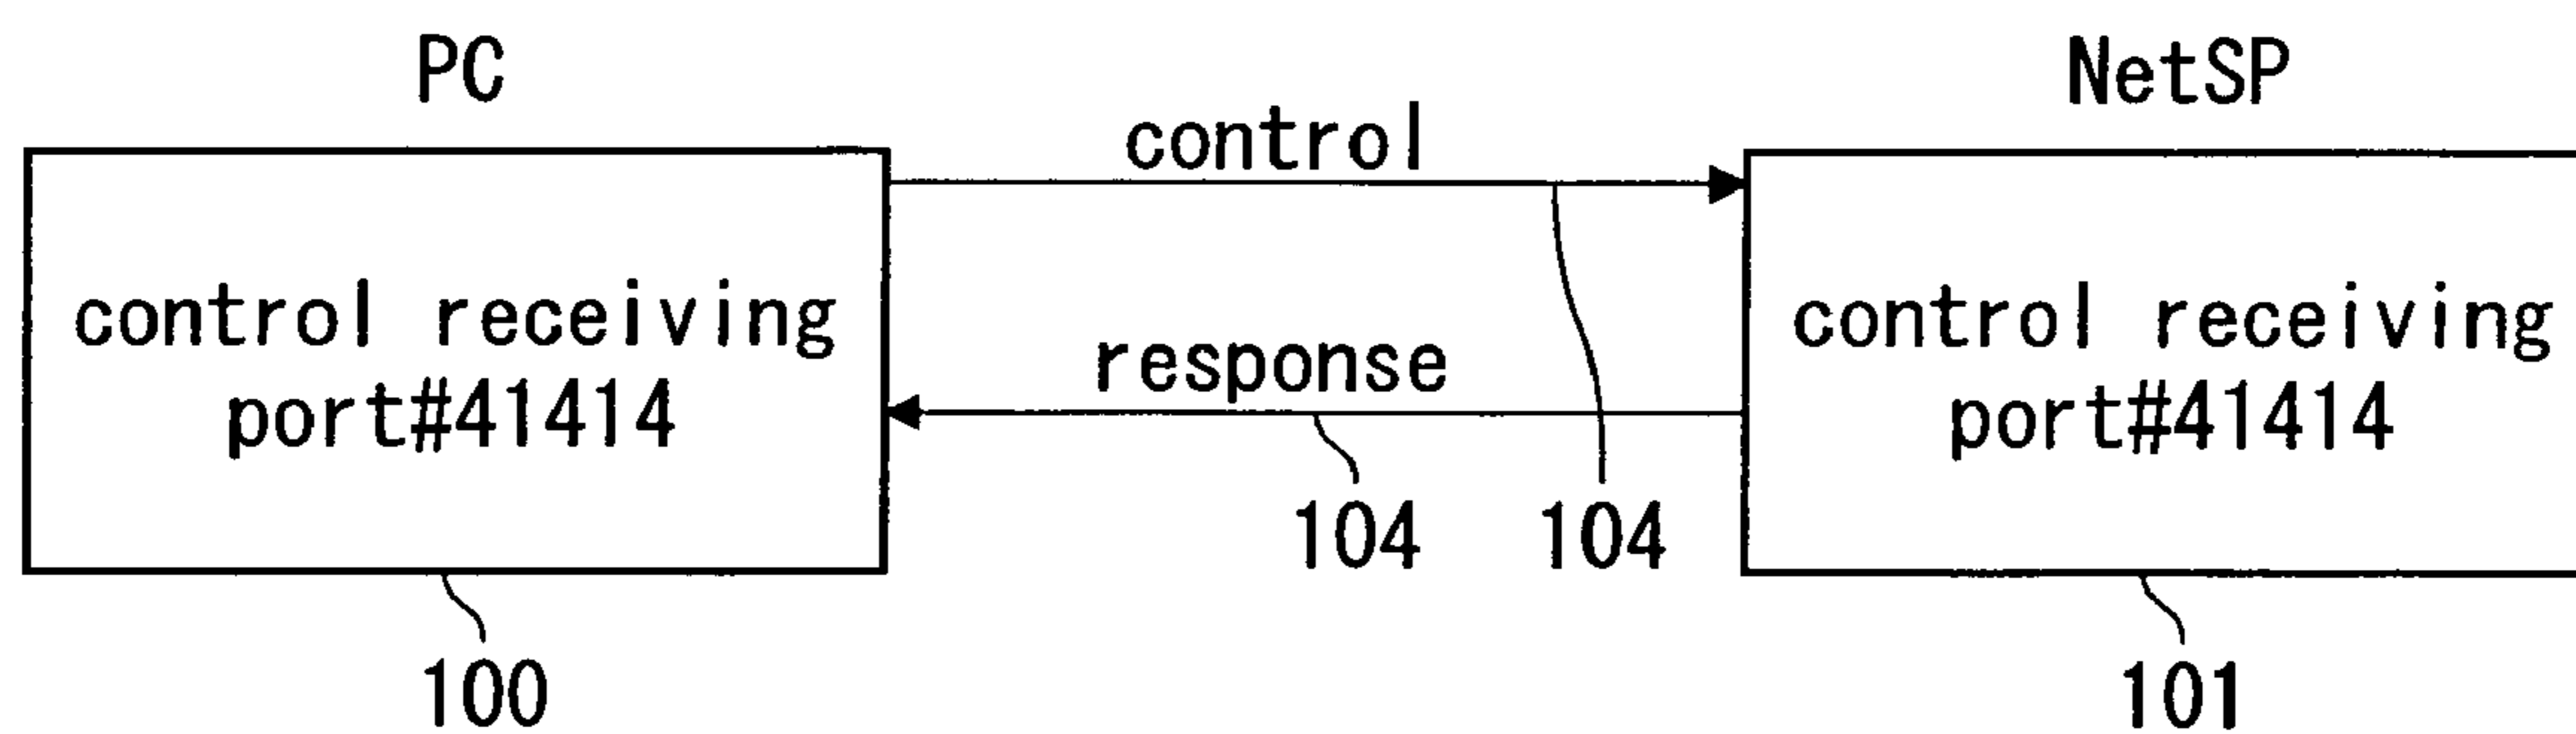 PC
NetSP
control
control receiving
port#41414
response
control receiving
port#41414
104
104
100
101